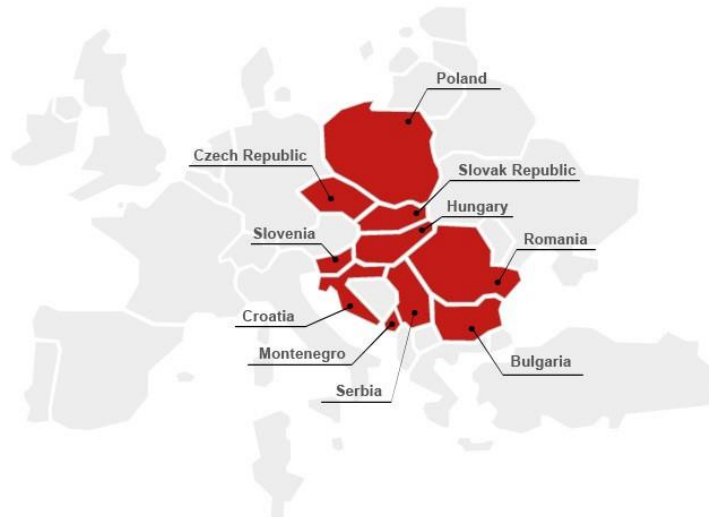 Poland
Czech Republic
Slovak Republic
Hungary
Slovenia
Romania
Croatia
Montenegro
Bulgaria
Serbia